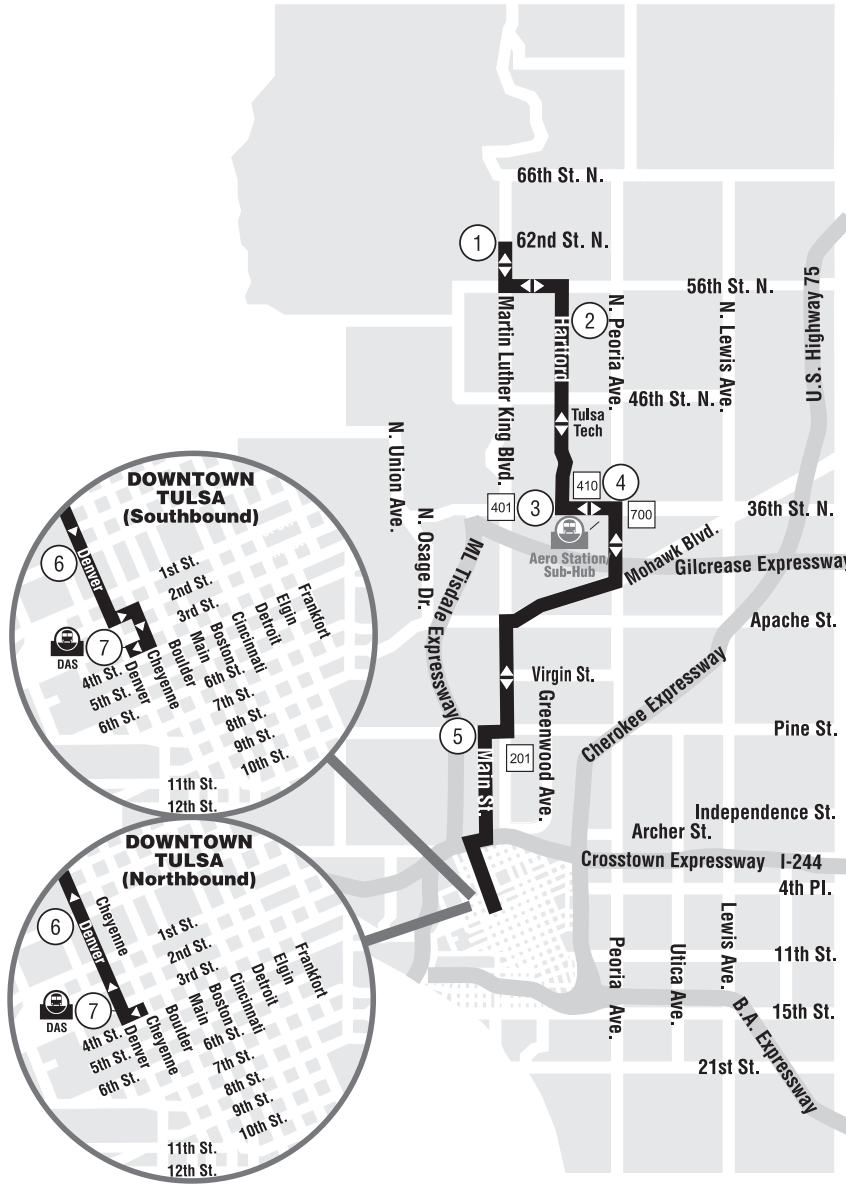 66th St. N.
1
62nd St. N.
56th St. N.
U.S. Highway 75
2
Hartford
Martin Luther King Blvd.
N. Peoria Ave.
N. Lewis Ave.
46th St. N.
Tulsa
Tech
N. Union Ave.
N. Osage Dr.
401
3
410
4
700
36th St. N.
Aero Station/
Sub-Hub
Mohawk Blvd.
Gilcrease Expressway
ML Tisdale Expressway
Apache St.
Virgin St.
Greenwood Ave.
Cherokee Expressway
5
Pine St.
201
Main St.
Independence St.
Archer St.
Crosstown Expressway I-244
4th Pl.
Peoria Ave.
Utica Ave.
Lewis Ave.
11th St.
15th St.
B.A. Expressway
21st St.
DOWNTOWN
TULSA
(Southbound)
6
Denver
1st St.
2nd St.
3rd St.
Frankfort
Elgin
Detroit
Cincinnati
Boston
Main
Boulder
Cheyenne
Denver
DAS
7
4th St.
5th St.
6th St.
6th St.
7th St.
8th St.
9th St.
10th St.
11th St.
12th St.
DOWNTOWN
TULSA
(Northbound)
6
Cheyenne
Denver
1st St.
2nd St.
3rd St.
Frankfort
Elgin
Detroit
Cincinnati
Boston
Main
Boulder
Cheyenne
Denver
DAS
7
4th St.
5th St.
6th St.
6th St.
7th St.
8th St.
9th St.
10th St.
11th St.
12th St.